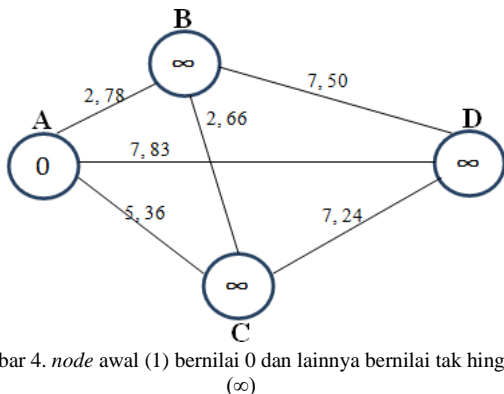 B
∞
2, 78
7, 50
A
2, 66
D
0
7, 83
∞
5, 36
7, 24
∞
C
bar 4. node awal (1) bernilai 0 dan lainnya bernilai tak hing
(∞)